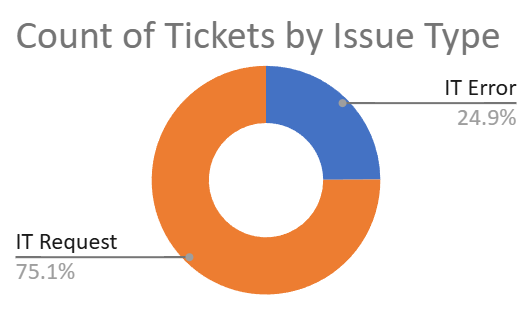 Count of Tickets by Issue Type
IT Error
24.9%
IT Request
75.1%